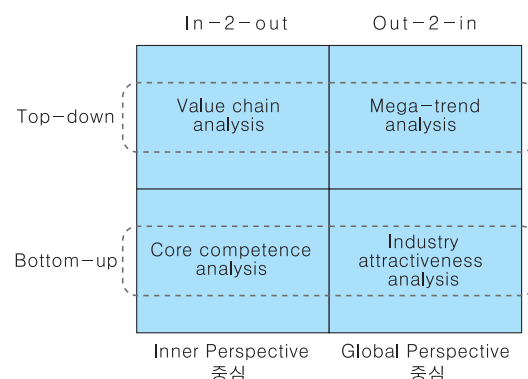 In-2-out
Out-2-in
Top-down
Value chain
analysis
Mega-trend
analysis
Bottom-up
Core competence
analysis
Industry
attractiveness
analysis
Inner Perspective
중심
Global Perspective
중심